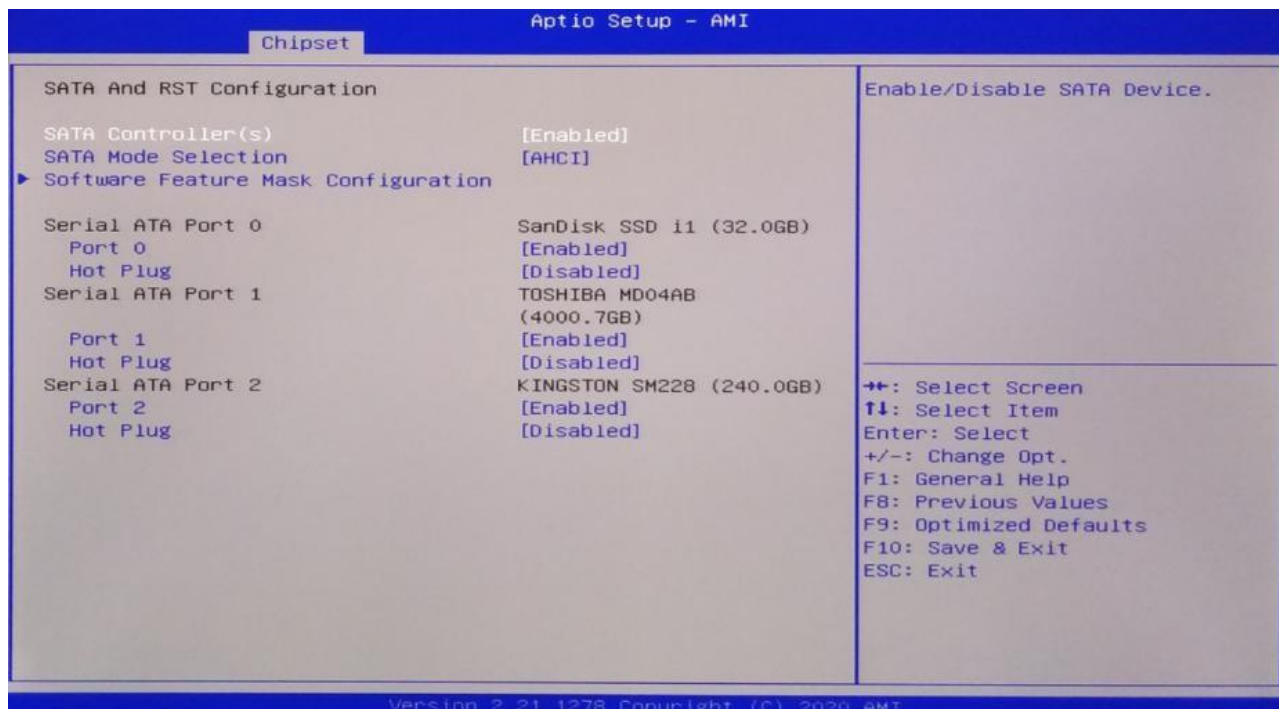 Aptio Setup – AMI
Chipset
SATA And RST Configuration
SATA Controller(s) [Enabled]
SATA Mode Selection [AHCI]
Software Feature Mask Configuration
Serial ATA Port 0 SanDisk SSD i1 (32.0GB)
Port 0 [Enabled]
Hot Plug [Disabled]
Serial ATA Port 1 TOSHIBA MD04AB
(4000.7GB)
Port 1 [Enabled]
Hot Plug [Disabled]
Serial ATA Port 2 KINGSTON SM228 (240.0GB)
Port 2 [Enabled]
Hot Plug [Disabled]
Enable/Disable SATA Device.
→←: Select Screen
↑↓: Select Item
Enter: Select
+/-: Change Opt.
F1: General Help
F8: Previous Values
F9: Optimized Defaults
F10: Save & Exit
ESC: Exit
Version 2.21.1278 Copyright (C) 2020 AMI